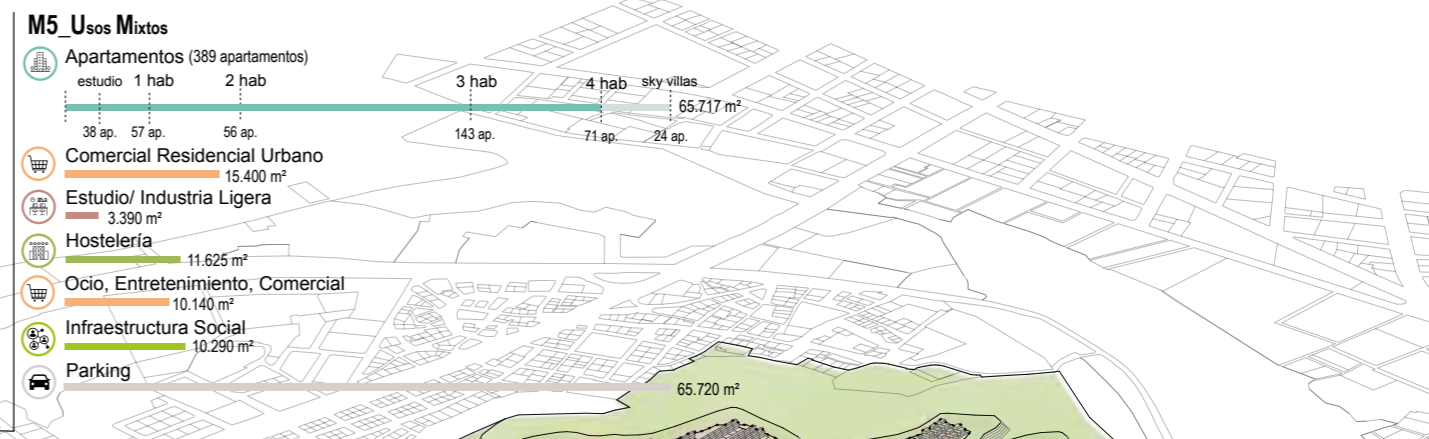 M5_Usos Mixtos
Apartamentos (389 apartamentos)
estudio 1 hab 2 hab 3 hab 4 hab sky villas
65.717 m²
38 ap. 57 ap. 56 ap. 143 ap. 71 ap. 24 ap.
Comercial Residencial Urbano
15.400 m²
Estudio/ Industria Ligera
3.390 m²
Hostelería
11.625 m²
Ocio, Entretenimiento, Comercial
10.140 m²
Infraestructura Social
10.290 m²
Parking
65.720 m²